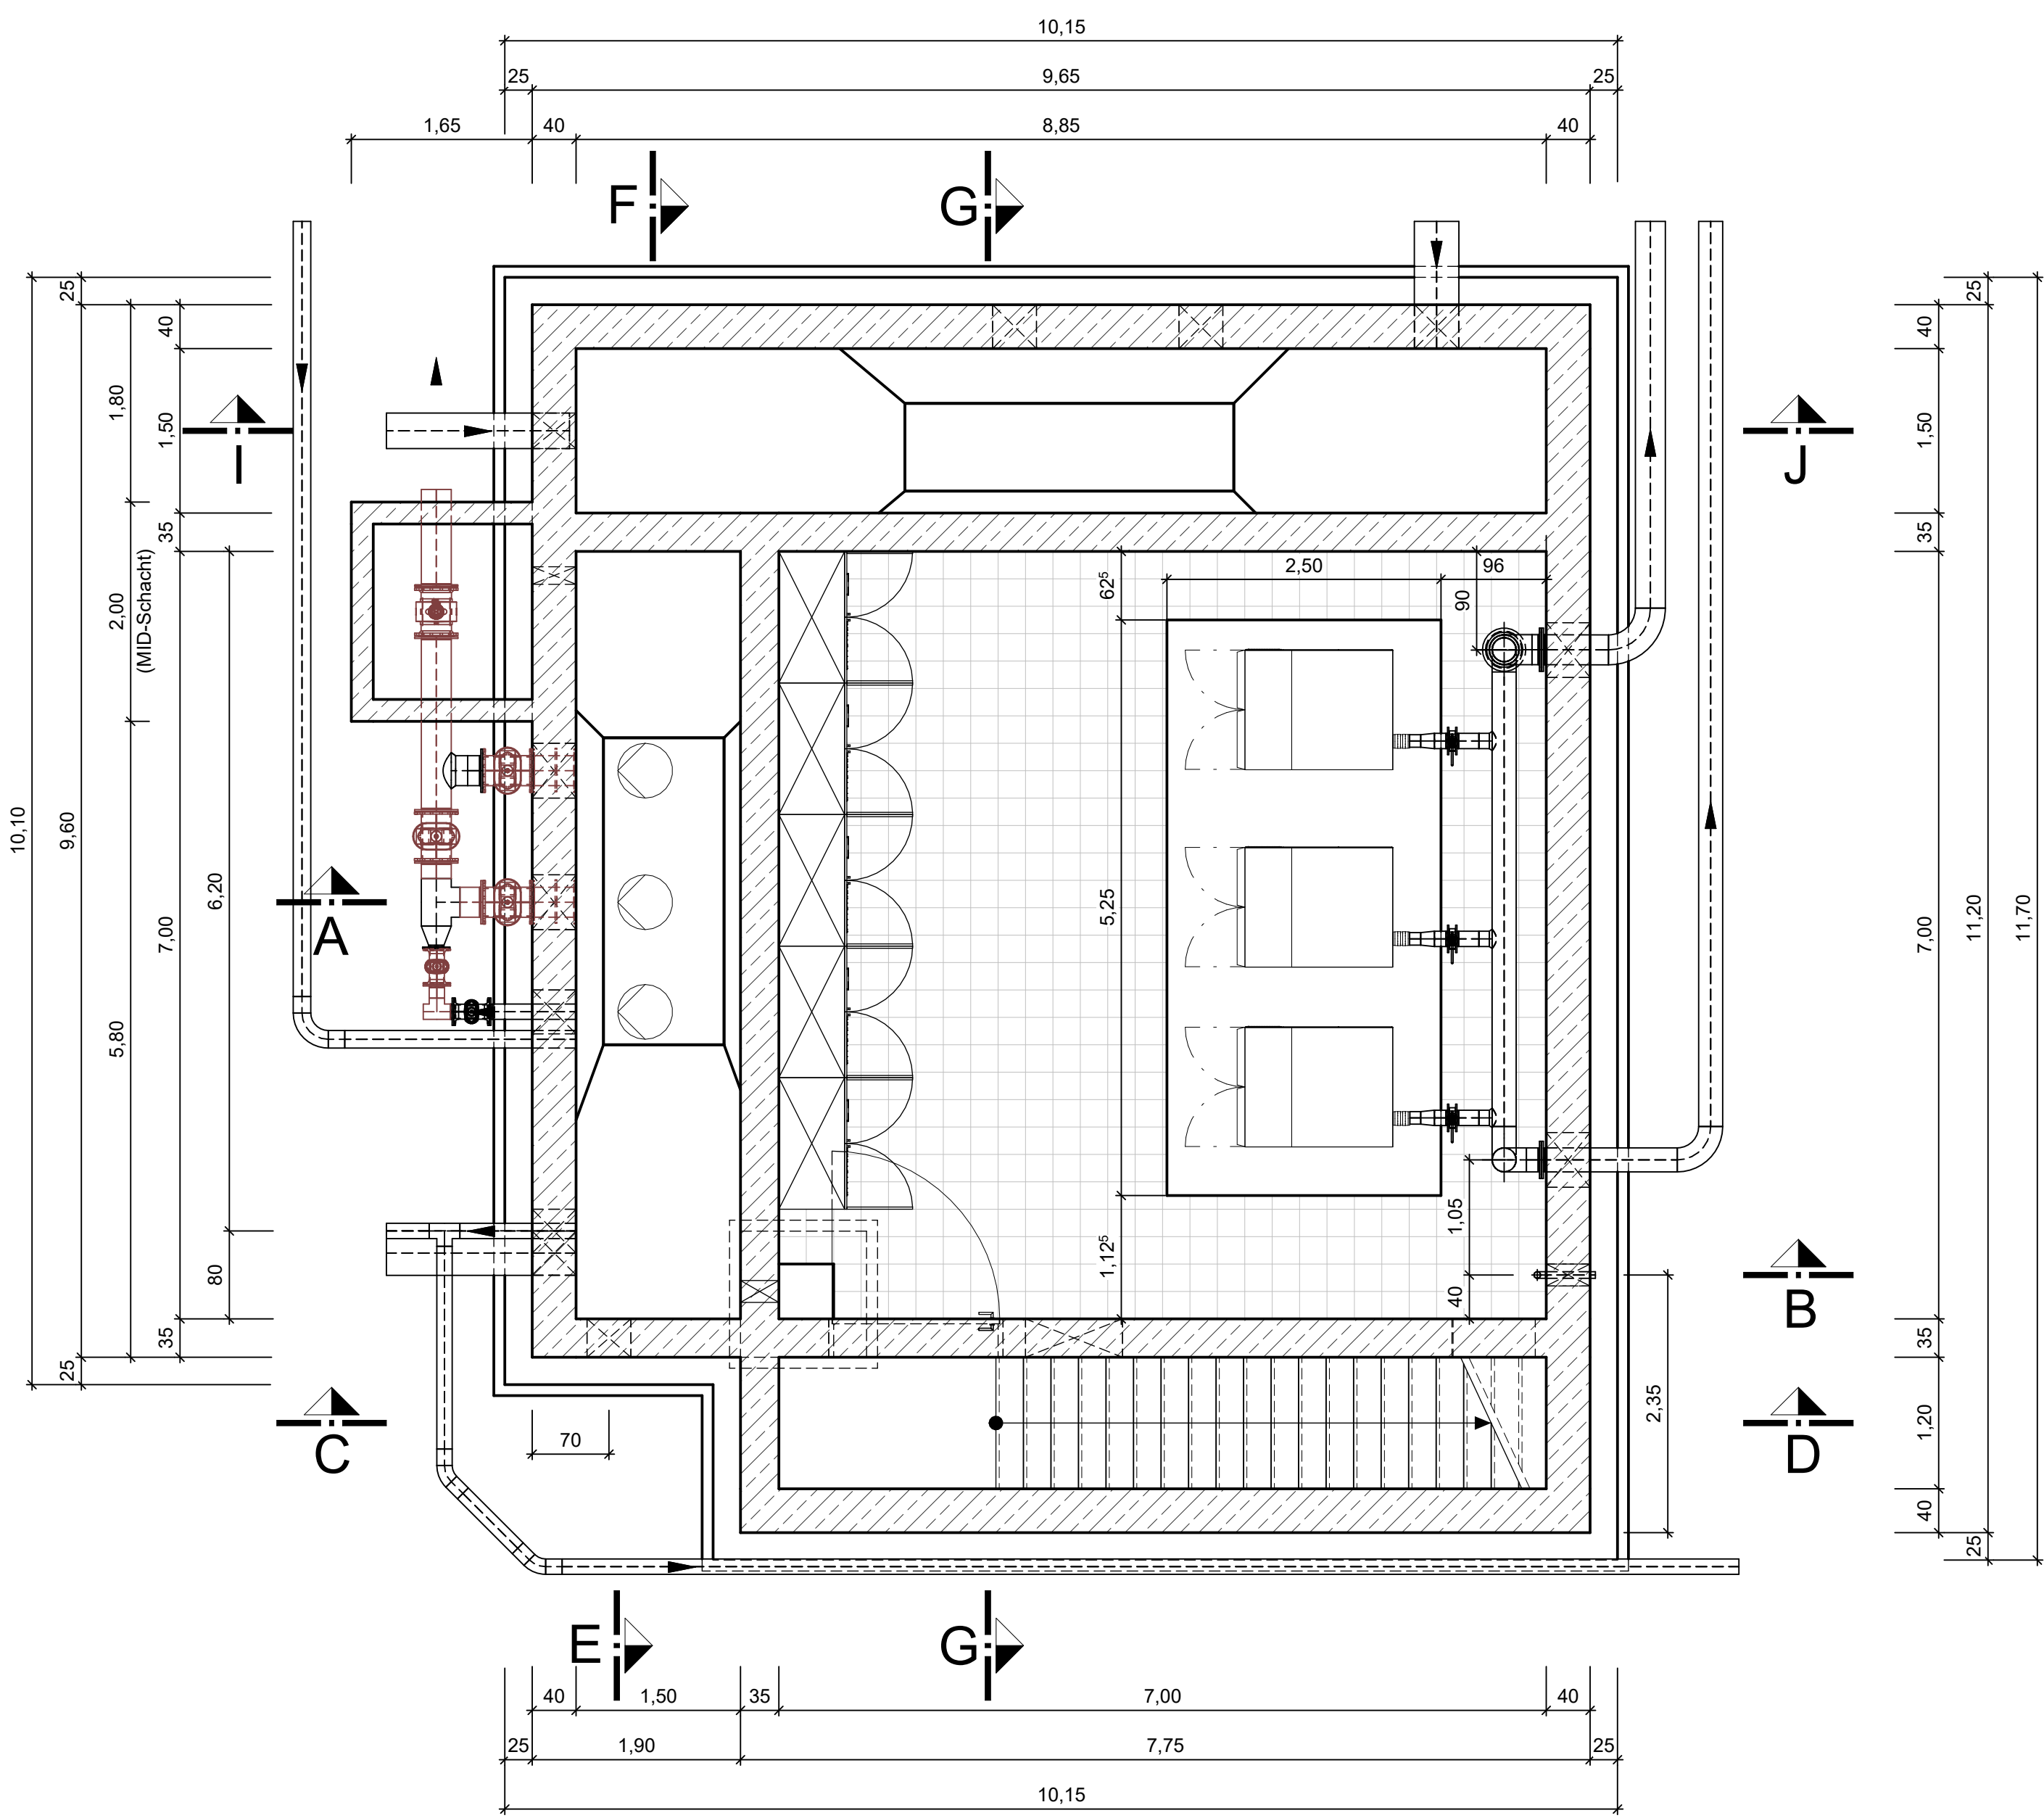 10,15
25 9,65 25
1,65 40 8,85 40
F G
25 25
40 40
1,80 1,50 1,50
I J
35 35
2,00
(MID-Schacht)
62⁵ 2,50 96
90
10,10 9,60
7,00 6,20
5,80
5,25
7,00 11,20 11,70
A
1,12⁵ 1,05
80 40
B
35 35
25
C D
70
2,35
1,20
40
25
E G
40 1,50 35 7,00 40
25 1,90 7,75 25
10,15